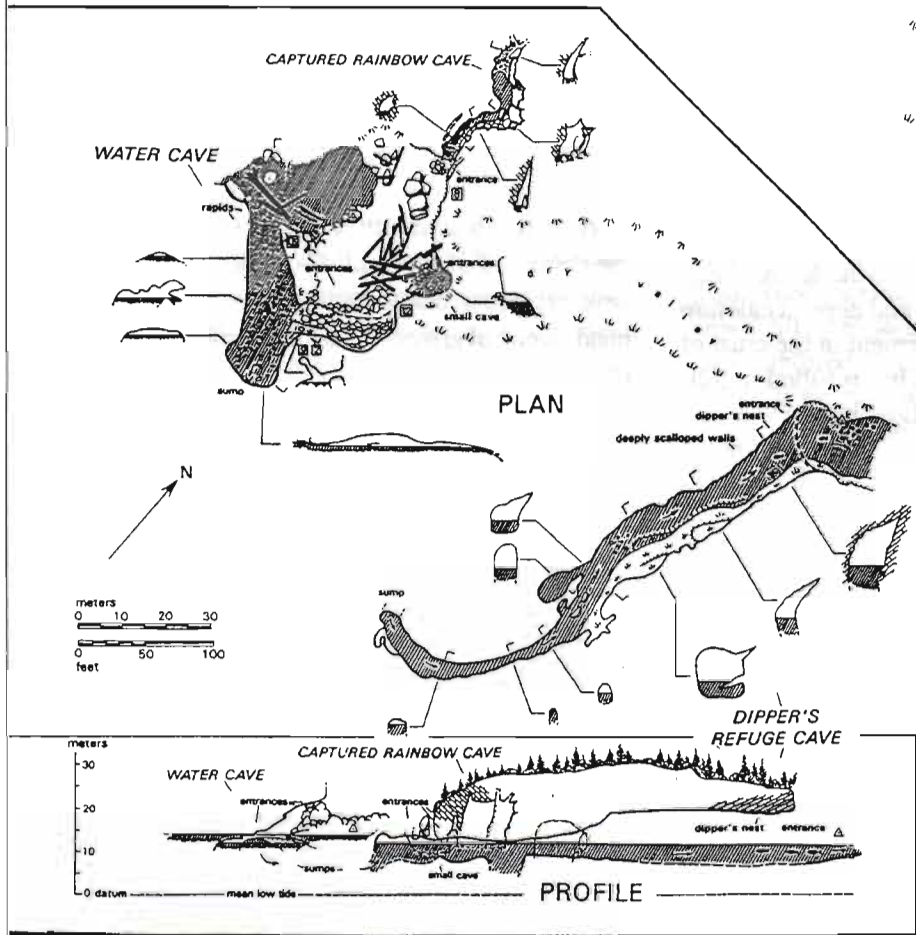 CAPTURED RAINBOW CAVE
WATER CAVE
rapids
entrance
entrances
entrances
dry
small cave
sump
PLAN
entrance
dipper's nest
deeply scalloped walls
N
sump
meters
0 10 20 30
0 50 100
feet
DIPPER'S
REFUGE CAVE
meters
30
CAPTURED RAINBOW CAVE
WATER CAVE
entrances
entrances
20
dipper's nest entrance
10
sumps
small cave
0 datum
mean low tide
PROFILE